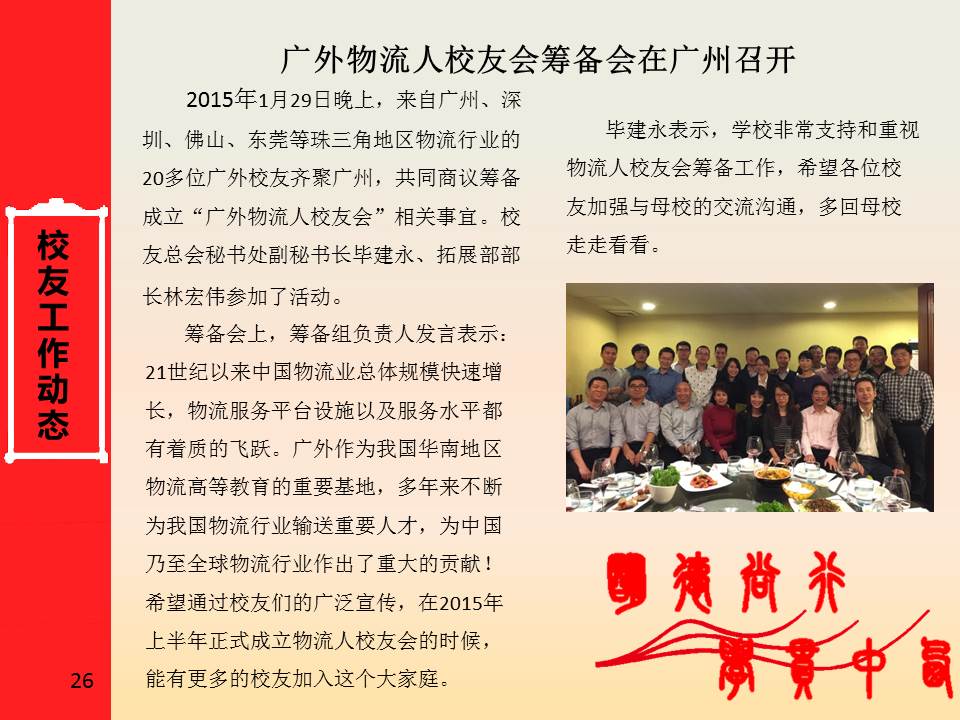 广外物流人校友会筹备会在广州召开
2015年1月29日晚上，来自广州、深
圳、佛山、东莞等珠三角地区物流行业的
20多位广外校友齐聚广州，共同商议筹备
成立“广外物流人校友会”相关事宜。校
友总会秘书处副秘书长毕建永、拓展部部
长林宏伟参加了活动。
筹备会上，筹备组负责人发言表示：
21世纪以来中国物流业总体规模快速增
长，物流服务平台设施以及服务水平都
有着质的飞跃。广外作为我国华南地区
物流高等教育的重要基地，多年来不断
为我国物流行业输送重要人才，为中国
乃至全球物流行业作出了重大的贡献！
希望通过校友们的广泛宣传，在2015年
上半年正式成立物流人校友会的时候，
能有更多的校友加入这个大家庭。
毕建永表示，学校非常支持和重视
物流人校友会筹备工作，希望各位校
友加强与母校的交流沟通，多回母校
走走看看。
校友工作动态
明德尚行
學貫中西
26